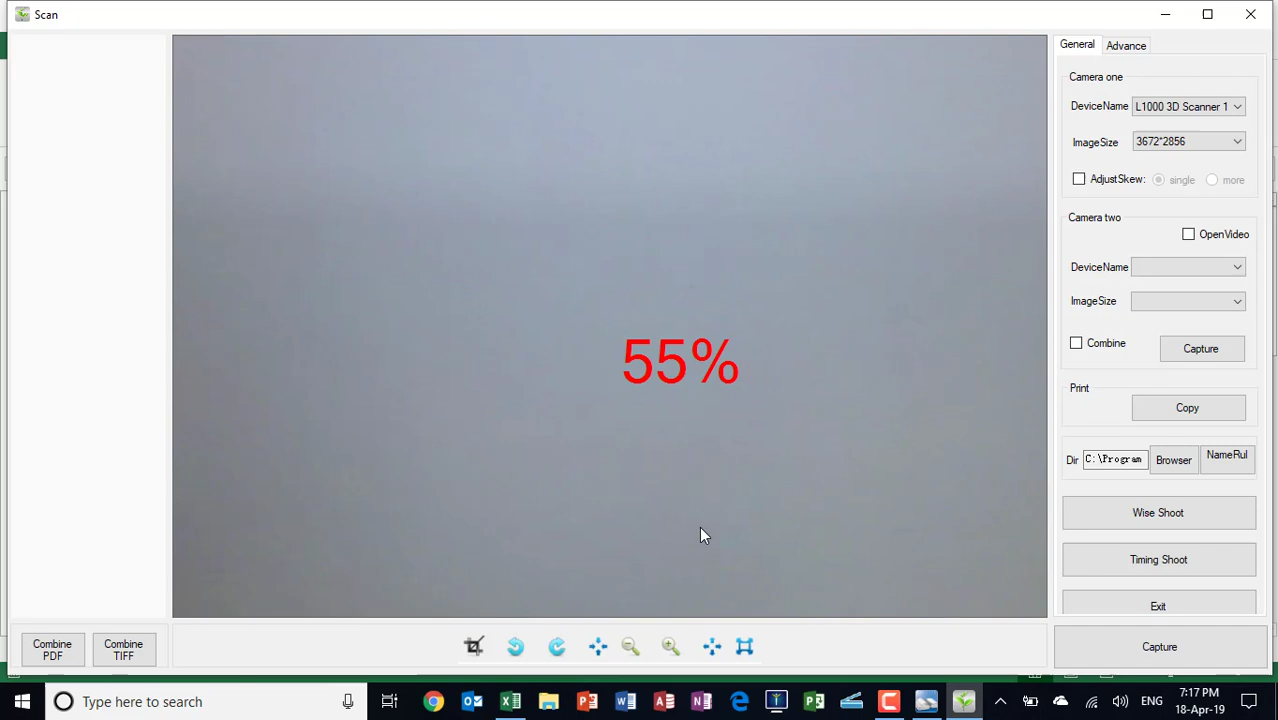 Scan
General Advance
Camera one
DeviceName L1000 3D Scanner 1
ImageSize 3672*2856
AdjustSkew: single more
Camera two
OpenVideo
DeviceName
ImageSize
Combine Capture
Print
Copy
Dir C:\Program Browser NameRul
Wise Shoot
Timing Shoot
Exit
55%
Combine
PDF
Combine
TIFF
Capture
Type here to search
ENG
7:17 PM
18-Apr-19